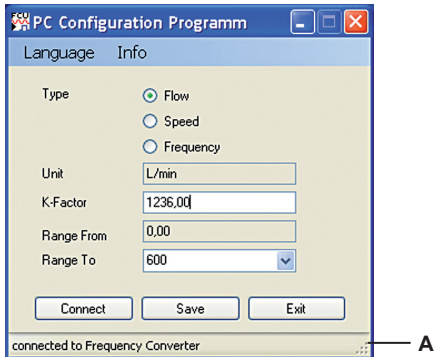 FCU PC Configuration Programm
Language Info
Type Flow
Speed
Frequency
Unit L/min
K-Factor 1236,00
Range From 0,00
Range To 600
Connect Save Exit
connected to Frequency Converter A